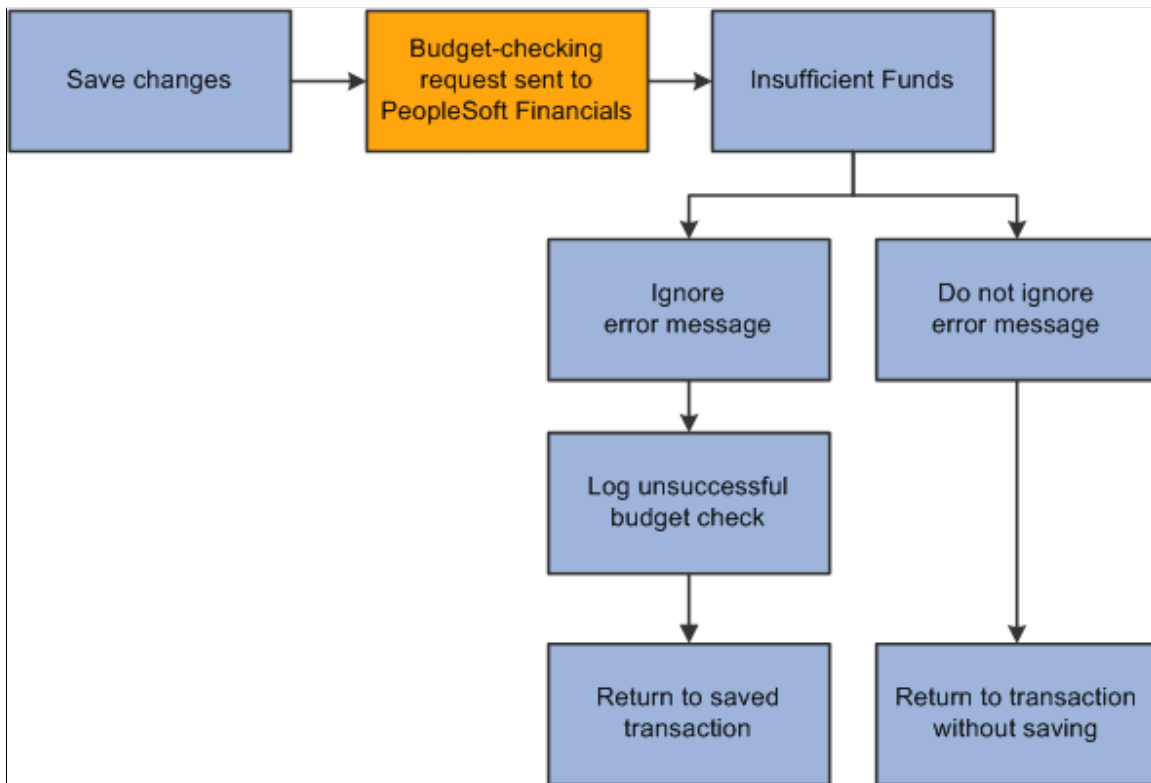 Save changes
Budget-checking
request sent to
PeopleSoft Financials
Insufficient Funds
Ignore
error message
Do not ignore
error message
Log unsuccessful
budget check
Return to saved
transaction
Return to transaction
without saving